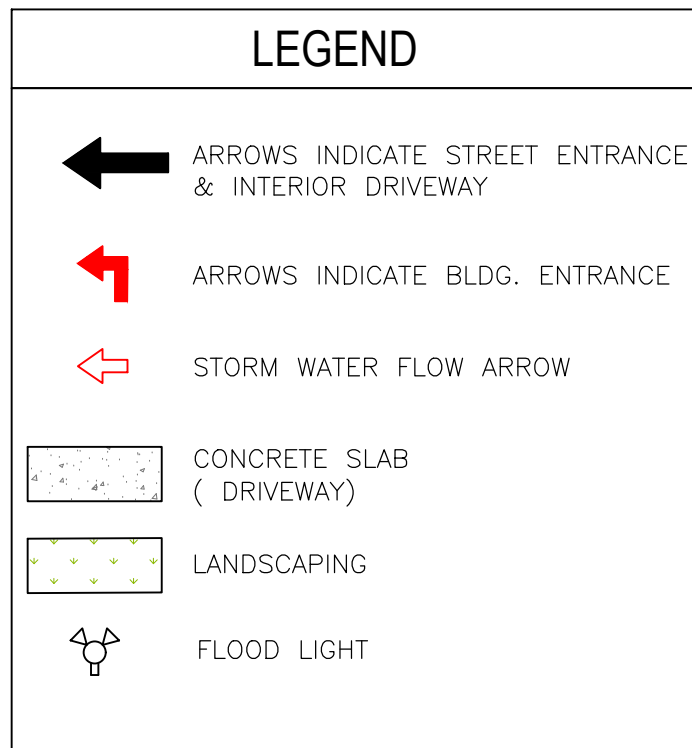 LEGEND
ARROWS INDICATE STREET ENTRANCE
& INTERIOR DRIVEWAY
ARROWS INDICATE BLDG. ENTRANCE
STORM WATER FLOW ARROW
CONCRETE SLAB
( DRIVEWAY)
LANDSCAPING
FLOOD LIGHT